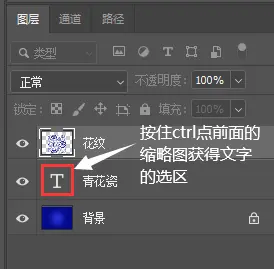 图层 通道 路径
类型
正常 不透明度: 100%
锁定: 填充: 100%
花纹
T 青花瓷
背景
按住ctrl点前面的
缩略图获得文字
的选区